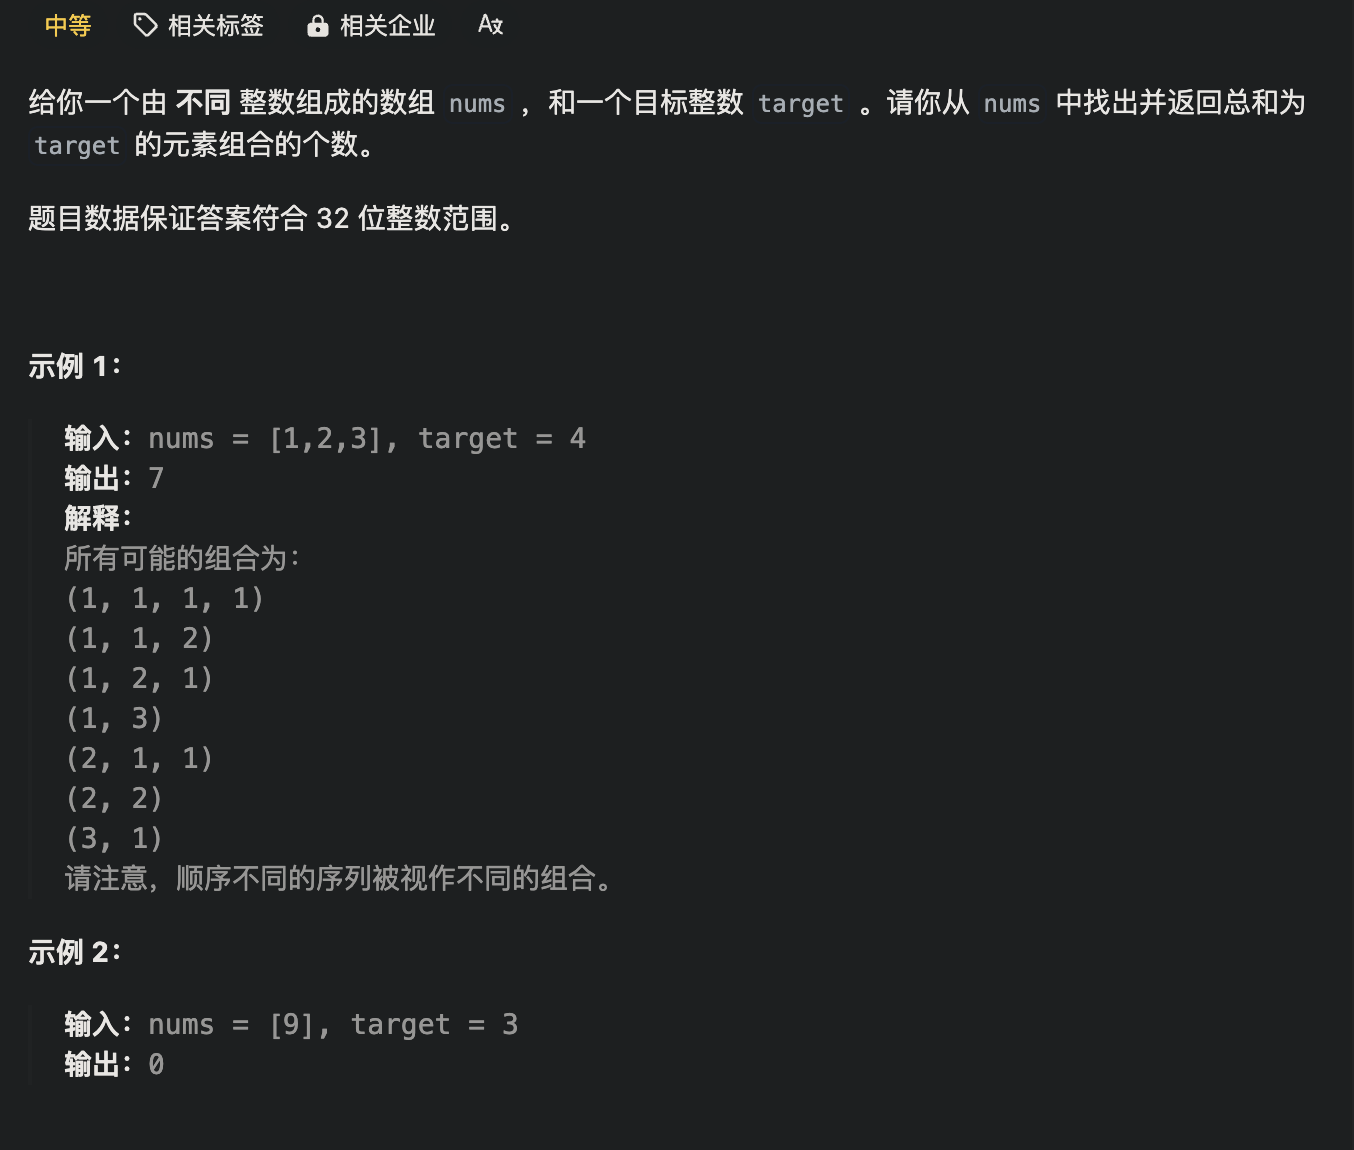 中等 相关标签 相关企业
给你一个由 不同 整数组成的数组 nums ，和一个目标整数 target 。请你从 nums 中找出并返回总和为
target 的元素组合的个数。
题目数据保证答案符合 32 位整数范围。
示例 1：
输入：nums = [1,2,3], target = 4
输出：7
解释：
所有可能的组合为：
(1, 1, 1, 1)
(1, 1, 2)
(1, 2, 1)
(1, 3)
(2, 1, 1)
(2, 2)
(3, 1)
请注意，顺序不同的序列被视作不同的组合。
示例 2：
输入：nums = [9], target = 3
输出：0